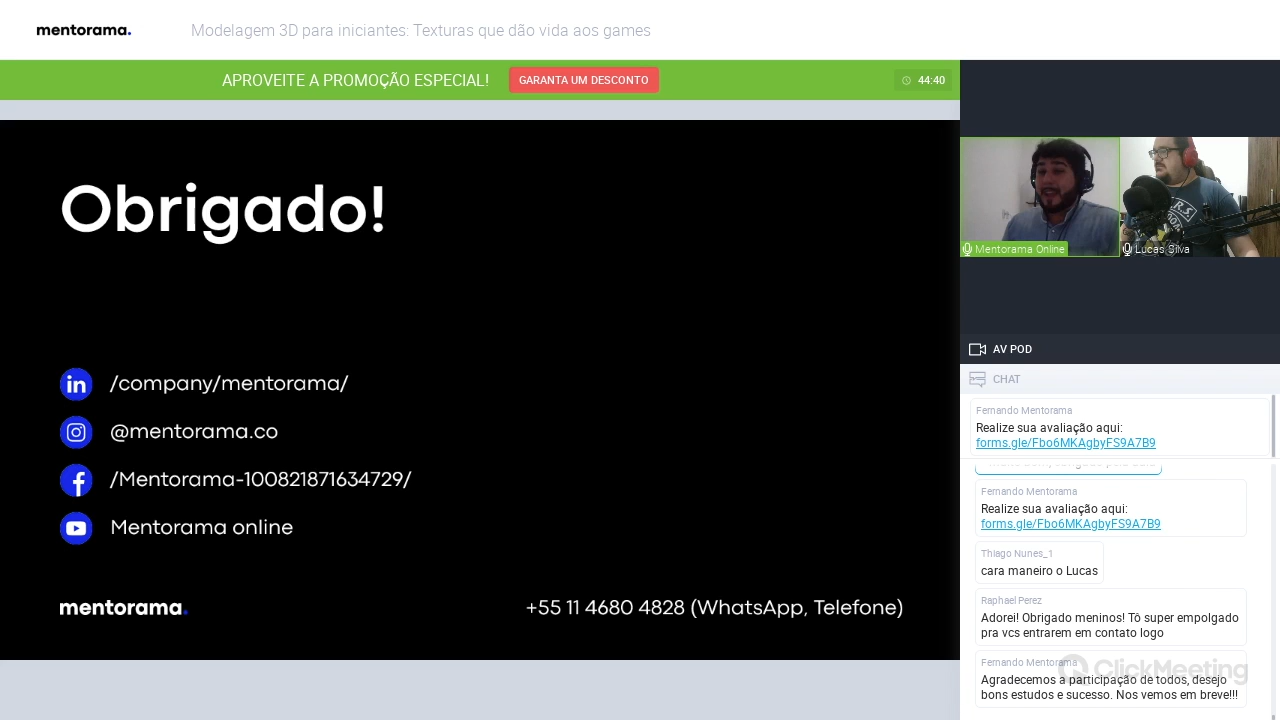 mentorama.
Modelagem 3D para iniciantes: Texturas que dão vida aos games
APROVEITE A PROMOÇÃO ESPECIAL!
GARANTA UM DESCONTO
44:40
Obrigado!
/company/mentorama/
@mentorama.co
/Mentorama-100821871634729/
Mentorama online
mentorama.
+55 11 4680 4828 (WhatsApp, Telefone)
Mentorama Online
Lucas Silva
AV POD
CHAT
Fernando Mentorama
Realize sua avaliação aqui:
forms.gle/Fbo6MKAgbyFS9A7B9
Fernando Mentorama
Realize sua avaliação aqui:
forms.gle/Fbo6MKAgbyFS9A7B9
Thiago Nunes_1
cara maneiro o Lucas
Raphael Perez
Adorei! Obrigado meninos! Tô super empolgado
pra vcs entrarem em contato logo
Fernando Mentorama
ClickMeeting
Agradecemos a participação de todos, desejo
bons estudos e sucesso. Nos vemos em breve!!!